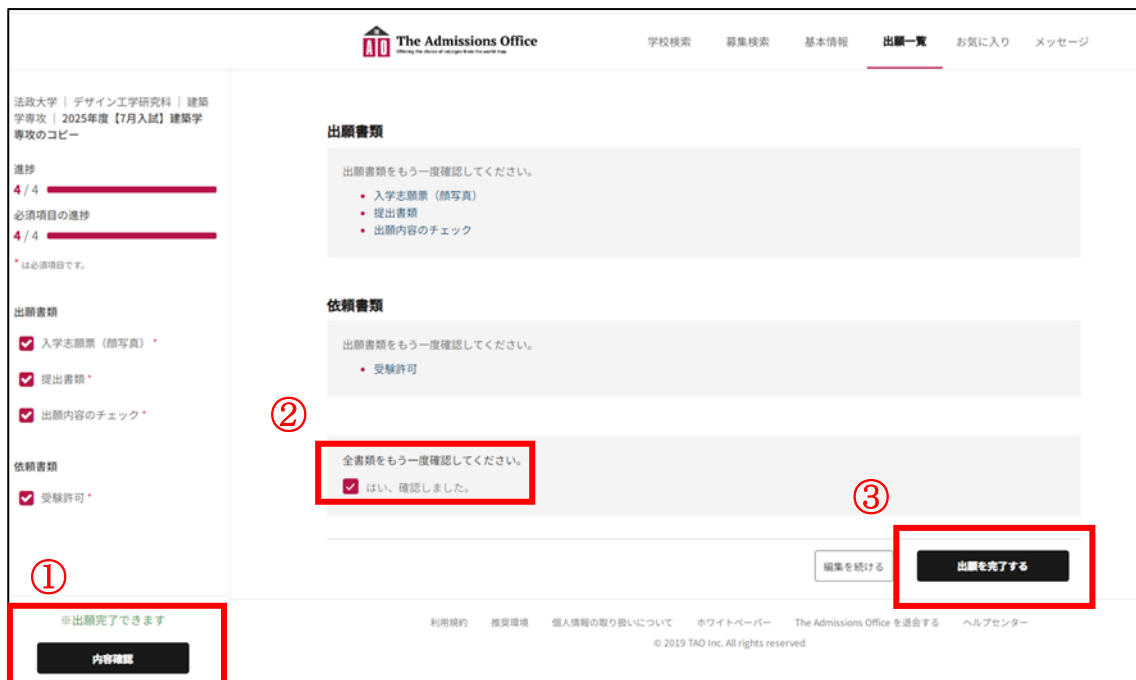 The Admissions Office
Offering the choice of colleges from the world map
学校検索 募集検索 基本情報 出願一覧 お気に入り メッセージ
法政大学 | デザイン工学研究科 | 建築
学専攻 | 2025年度【7月入試】建築学
専攻のコピー
進捗
4 / 4
必須項目の進捗
4 / 4
* は必須項目です。
出願書類
入学志願票（顔写真） *
提出書類 *
出願内容のチェック *
依頼書類
受験許可 *
①
※出願完了できます
内容確認
出願書類
出願書類をもう一度確認してください。
• 入学志願票（顔写真）
• 提出書類
• 出願内容のチェック
依頼書類
出願書類をもう一度確認してください。
• 受験許可
②
全書類をもう一度確認してください。
はい、確認しました。
③
編集を続ける 出願を完了する
利用規約 推奨環境 個人情報の取り扱いについて ホワイトペーパー The Admissions Office を退会する ヘルプセンター
© 2019 TAO Inc. All rights reserved